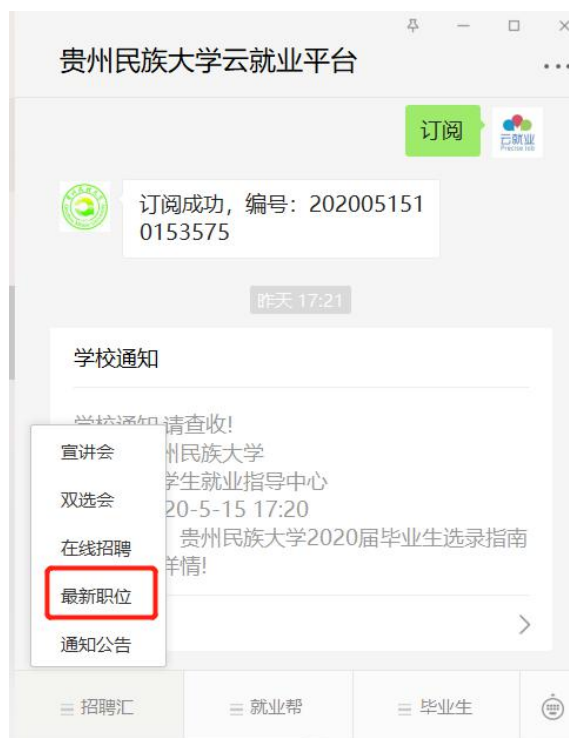 贵州民族大学云就业平台
订阅
云就业
订阅成功，编号：202005151
0153575
昨天 17:21
学校通知
学校通知,请查收!
宣讲会
州民族大学
学生就业指导中心
双选会
20-5-15 17:20
贵州民族大学2020届毕业生选录指南
在线招聘
详情!
最新职位
通知公告
招聘汇
就业帮
毕业生